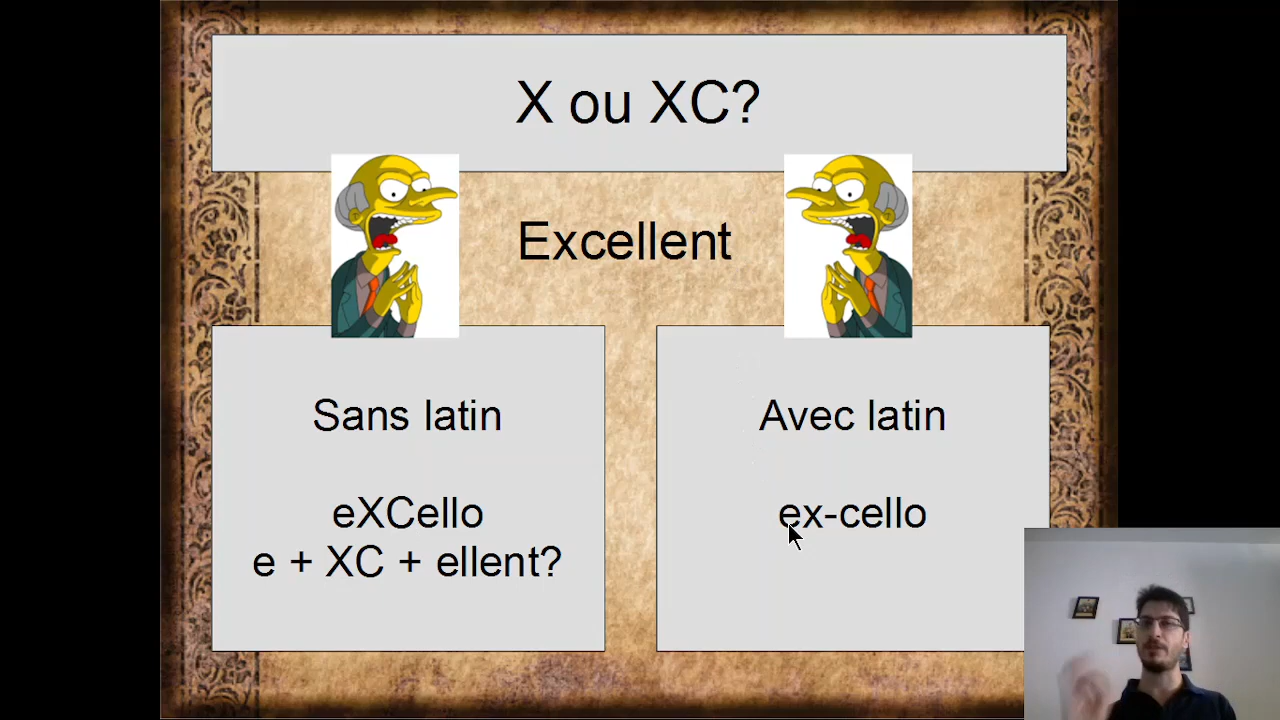 X ou XC?
Excellent
Sans latin
eXCello
e + XC + ellent?
Avec latin
ex-cello